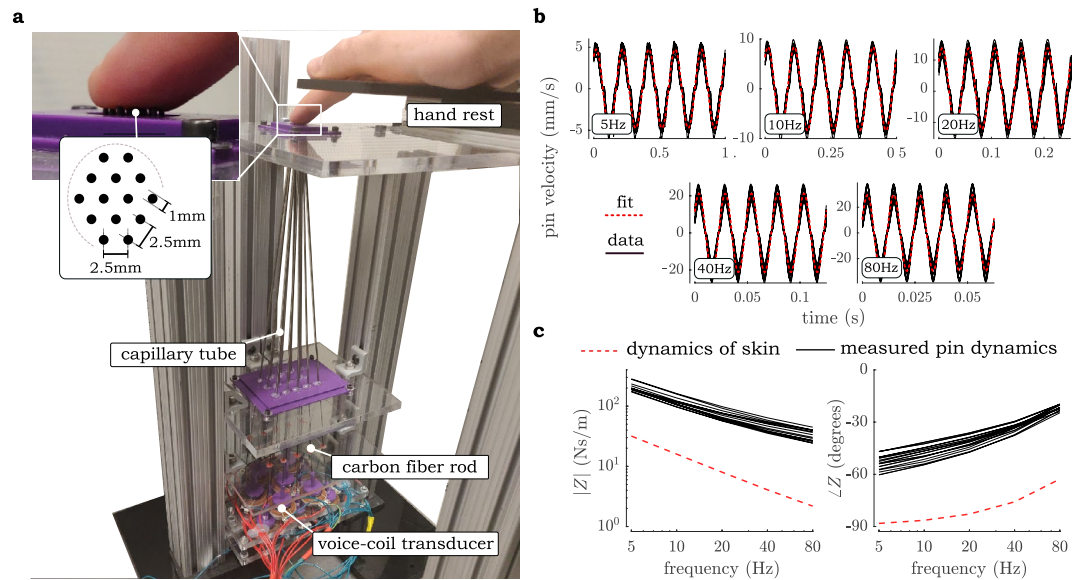 a
hand rest
1mm
2.5mm
2.5mm
capillary tube
carbon fiber rod
voice-coil transducer
b
pin velocity (mm/s)
5
0
-5
5Hz
0
0.5
1 .
10
0
-10
10Hz
0
0.25
0 5
10
0
-10
20Hz
0
0.1
0.2
fit
data
20
0
-20
40Hz
0
0.05
0.1
20
0
-20
80Hz
0
0.025
0.05
time (s)
c
dynamics of skin
measured pin dynamics
|Z| (Ns/m)
10²
10¹
10⁰
5
10
20
40
80
frequency (Hz)
∠Z (degrees)
0
-30
-60
-90
5
10
20
40
80
frequency (Hz)